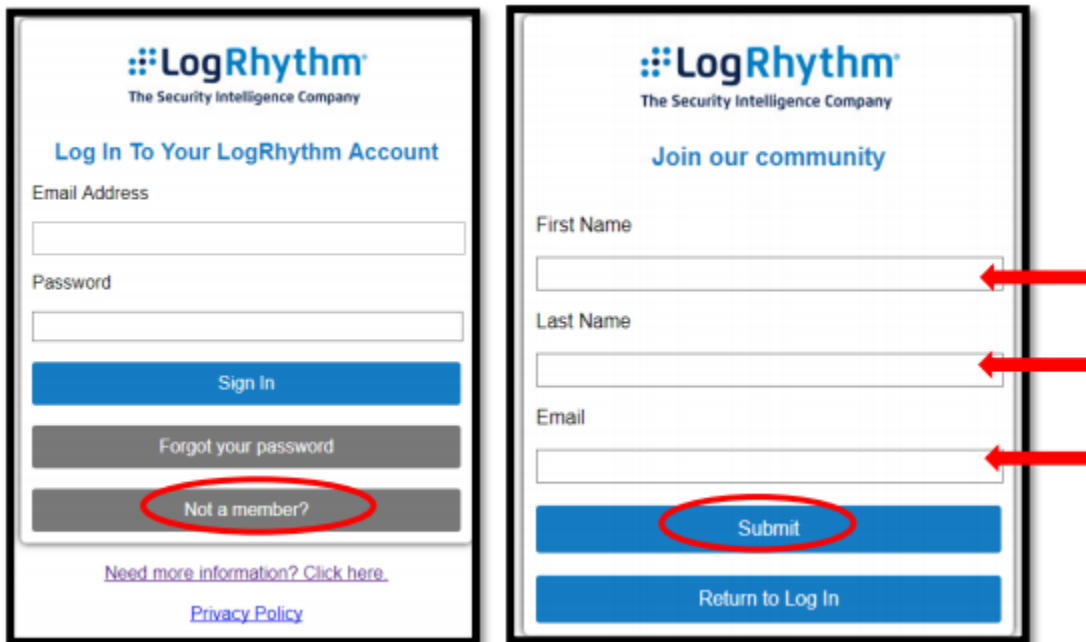 LogRhythm
The Security Intelligence Company
Log In To Your LogRhythm Account
Email Address
Password
Sign In
Forgot your password
Not a member?
Need more information? Click here.
Privacy Policy
LogRhythm
The Security Intelligence Company
Join our community
First Name
Last Name
Email
Submit
Return to Log In